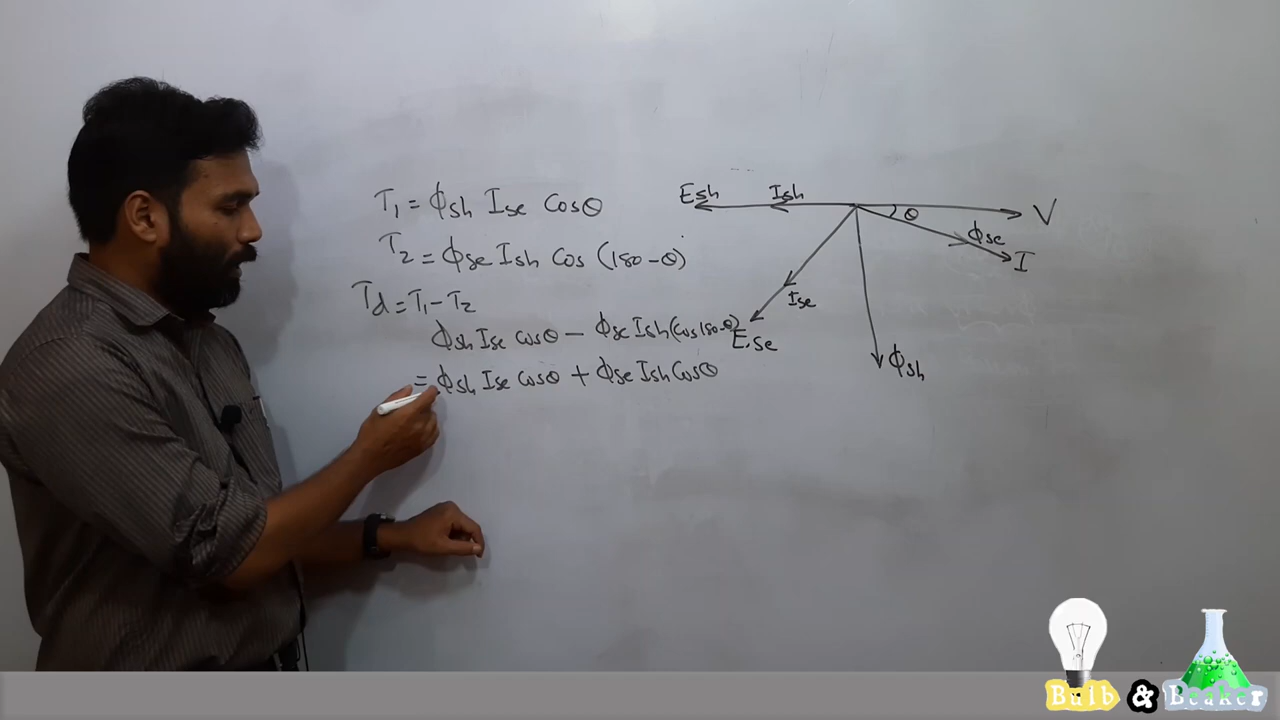 T₁ = ϕsh Ise Cosθ
T₂ = ϕse Ish Cos (180 - θ)
Td = T₁ - T₂
ϕsh Ise cosθ - ϕse Ish (cos 180-θ)
= ϕsh Ise cosθ + ϕse Ish Cosθ
Esh Ish θ V
ϕse
I
Ise
E.se
ϕsh
Bulb & Beaker